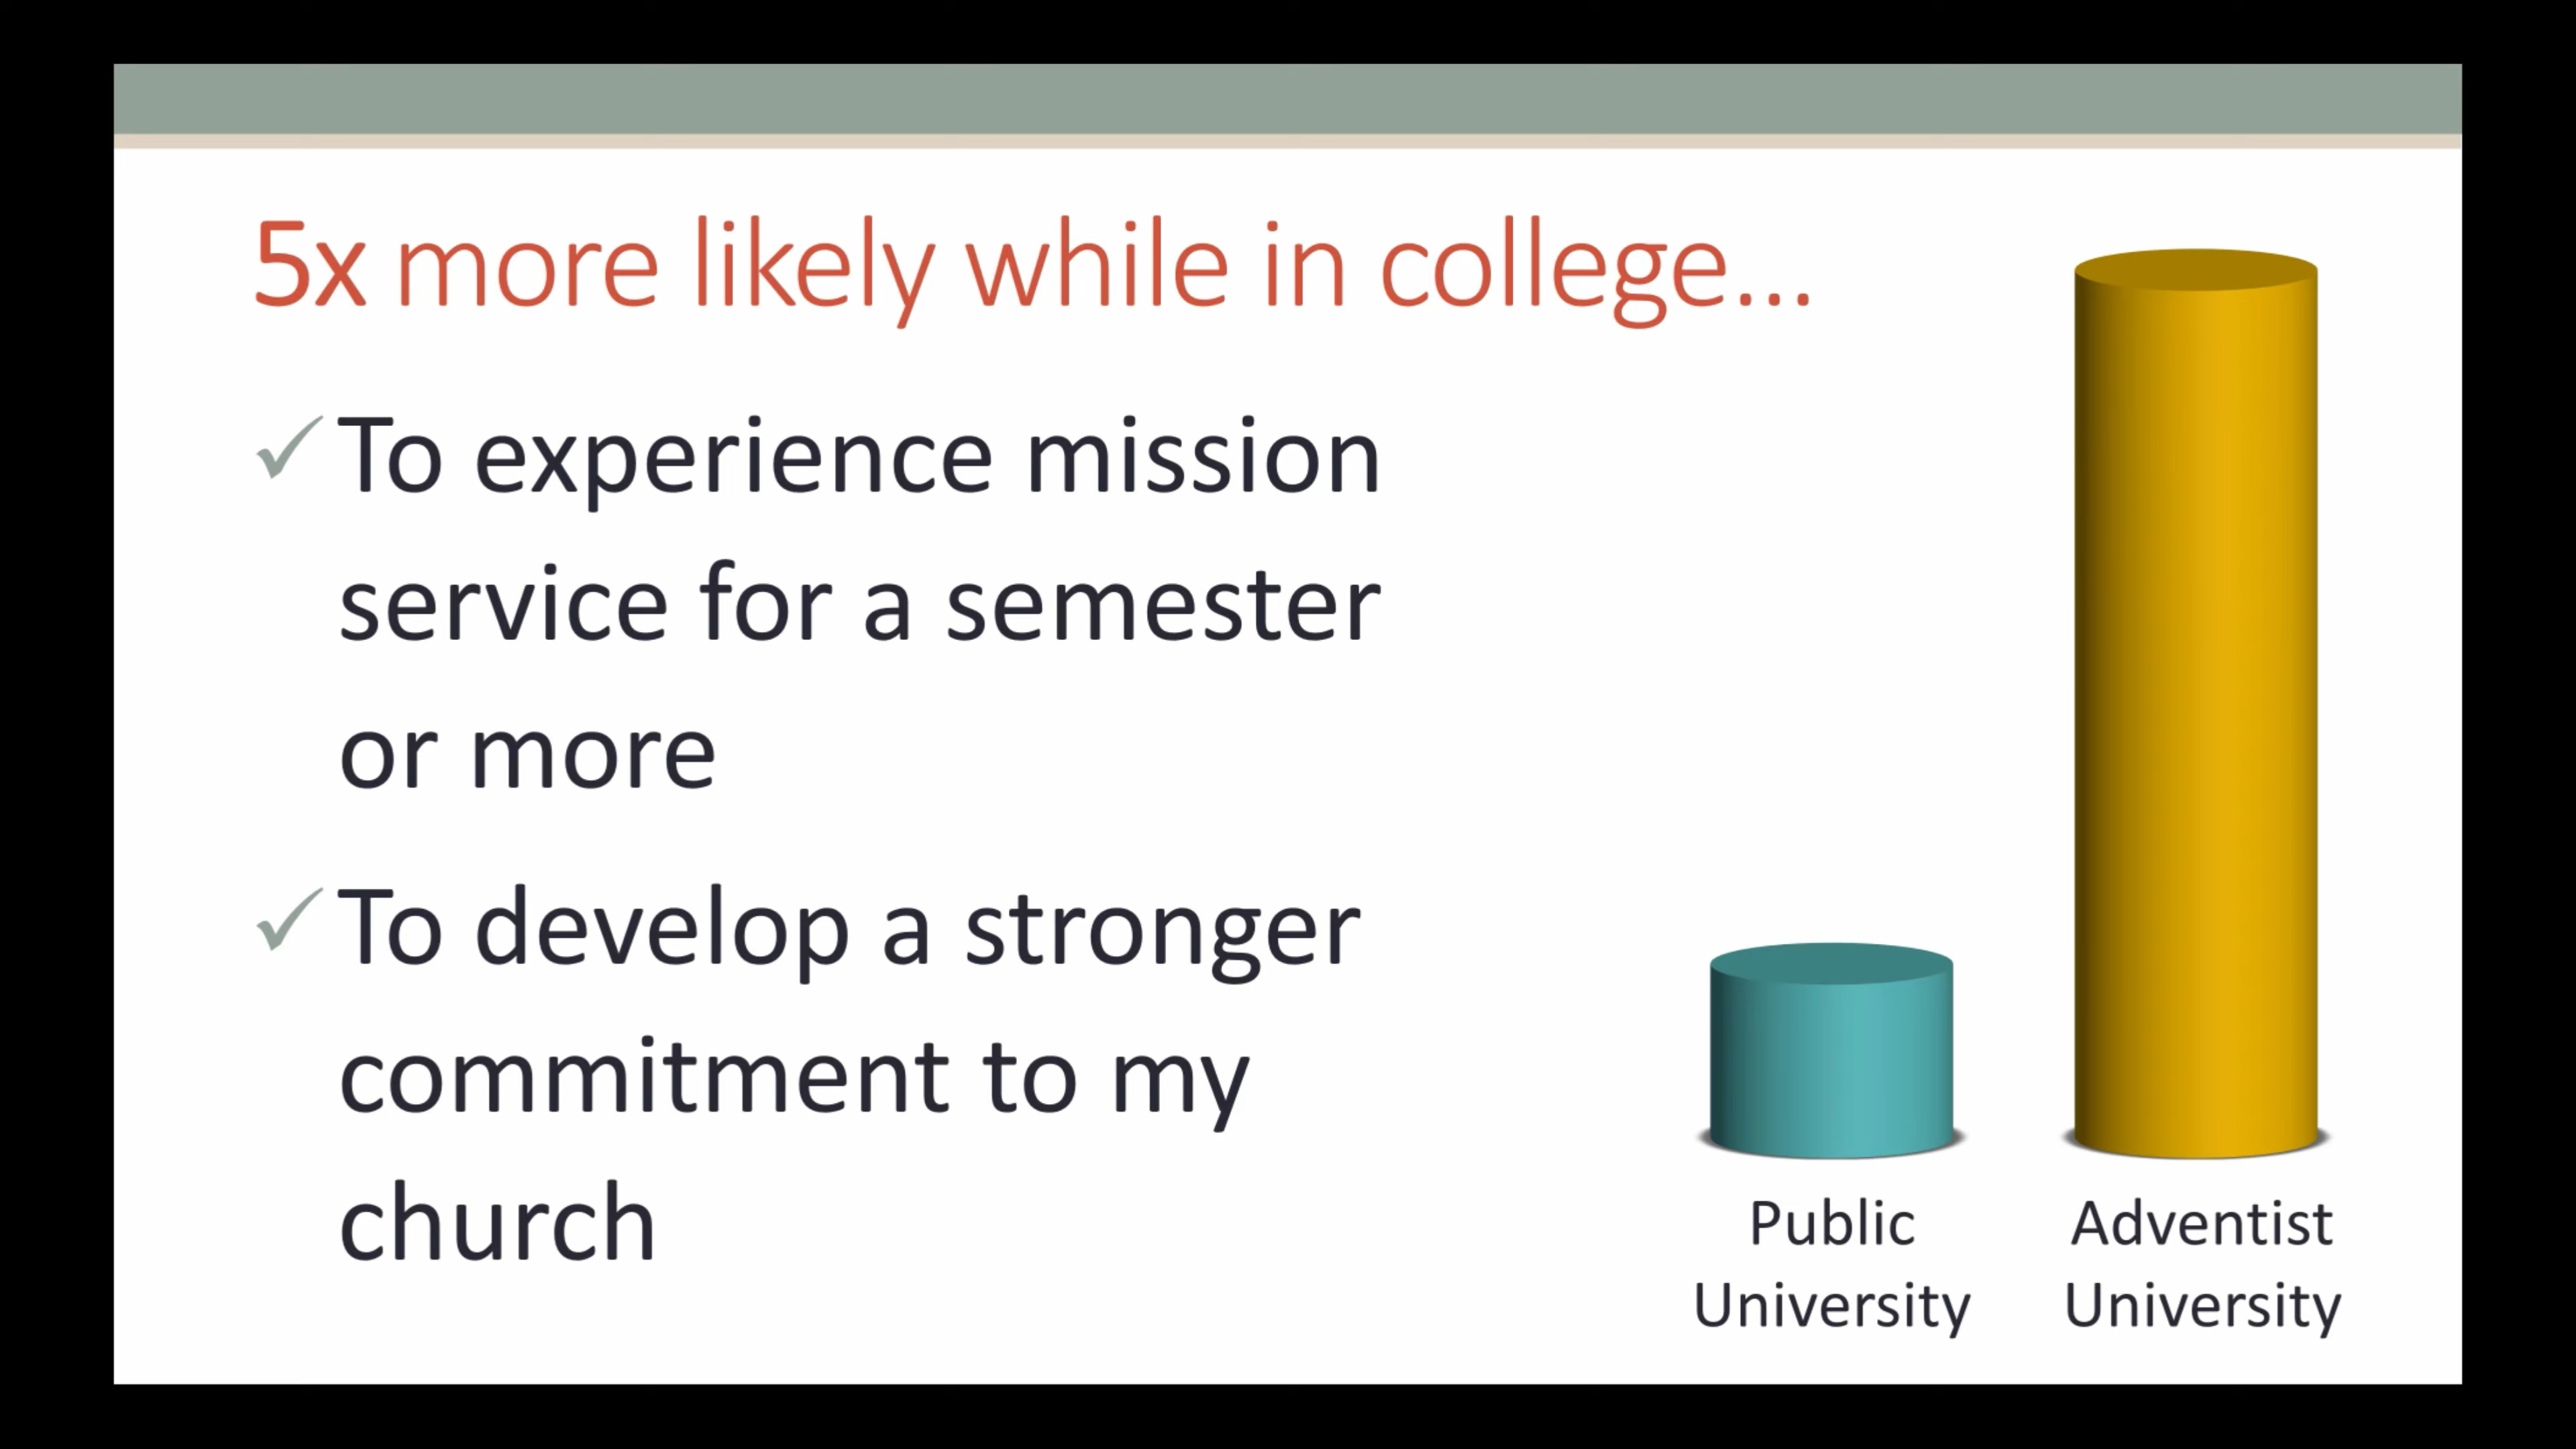 5x more likely while in college...
✓ To experience mission
service for a semester
or more
✓ To develop a stronger
commitment to my
church
Public
University
Adventist
University